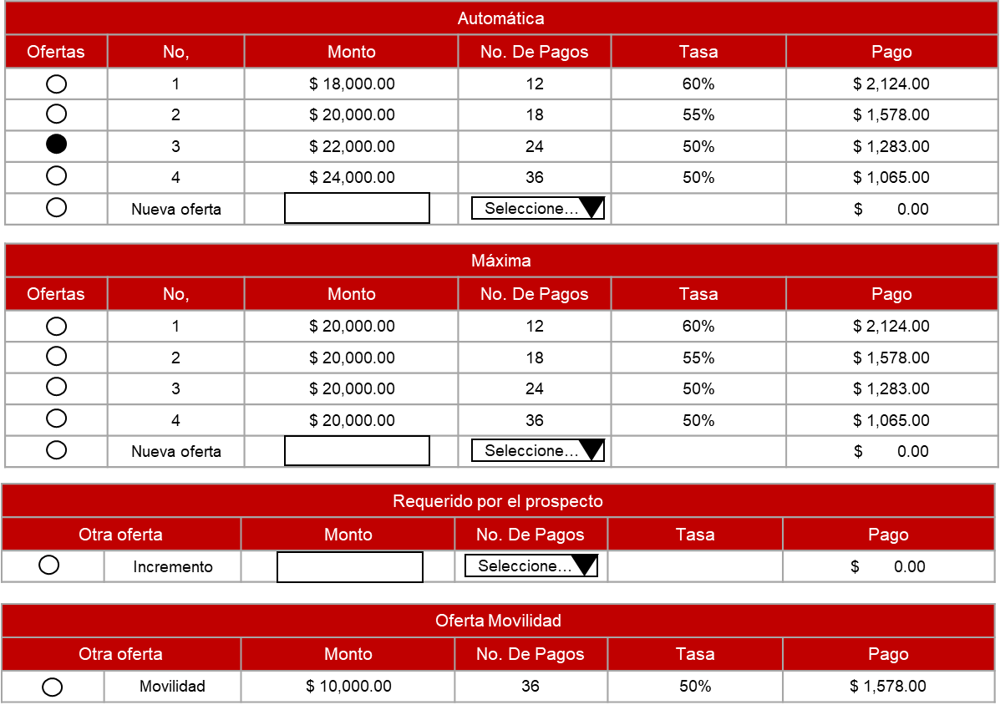 Automática
Ofertas No, Monto No. De Pagos Tasa Pago
1 $ 18,000.00 12 60% $ 2,124.00
2 $ 20,000.00 18 55% $ 1,578.00
3 $ 22,000.00 24 50% $ 1,283.00
4 $ 24,000.00 36 50% $ 1,065.00
Nueva oferta Seleccione... $ 0.00
Máxima
Ofertas No, Monto No. De Pagos Tasa Pago
1 $ 20,000.00 12 60% $ 2,124.00
2 $ 20,000.00 18 55% $ 1,578.00
3 $ 20,000.00 24 50% $ 1,283.00
4 $ 20,000.00 36 50% $ 1,065.00
Nueva oferta Seleccione... $ 0.00
Requerido por el prospecto
Otra oferta Monto No. De Pagos Tasa Pago
Incremento Seleccione... $ 0.00
Oferta Movilidad
Otra oferta Monto No. De Pagos Tasa Pago
Movilidad $ 10,000.00 36 50% $ 1,578.00